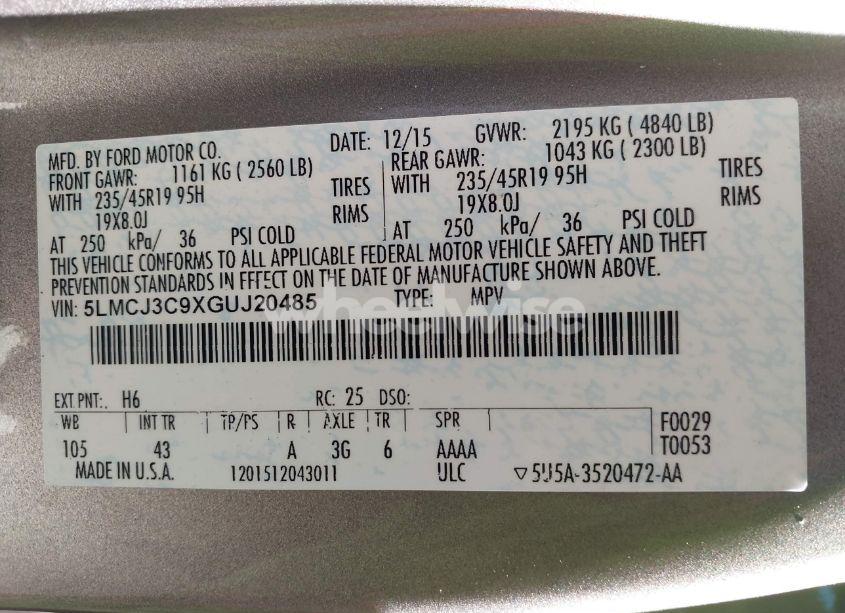 MFD. BY FORD MOTOR CO. DATE: 12/15 GVWR: 2195 KG ( 4840 LB)
FRONT GAWR: 1161 KG ( 2560 LB) REAR GAWR: 1043 KG ( 2300 LB)
WITH 235/45R19 95H TIRES WITH 235/45R19 95H TIRES
19X8.0J RIMS 19X8.0J RIMS
AT 250 kPa/ 36 PSI COLD AT 250 kPa/ 36 PSI COLD
THIS VEHICLE CONFORMS TO ALL APPLICABLE FEDERAL MOTOR VEHICLE SAFETY AND THEFT
PREVENTION STANDARDS IN EFFECT ON THE DATE OF MANUFACTURE SHOWN ABOVE.
VIN: 5LMCJ3C9XGUJ20485 TYPE: MPV
wheelwise
EXT PNT: H6 RC: 25 DSO:
WB INT TR TP/PS R AXLE TR SPR F0029
105 43 A 3G 6 AAAA T0053
MADE IN U.S.A. 1201512043011 ULC ▽5U5A-3520472-AA